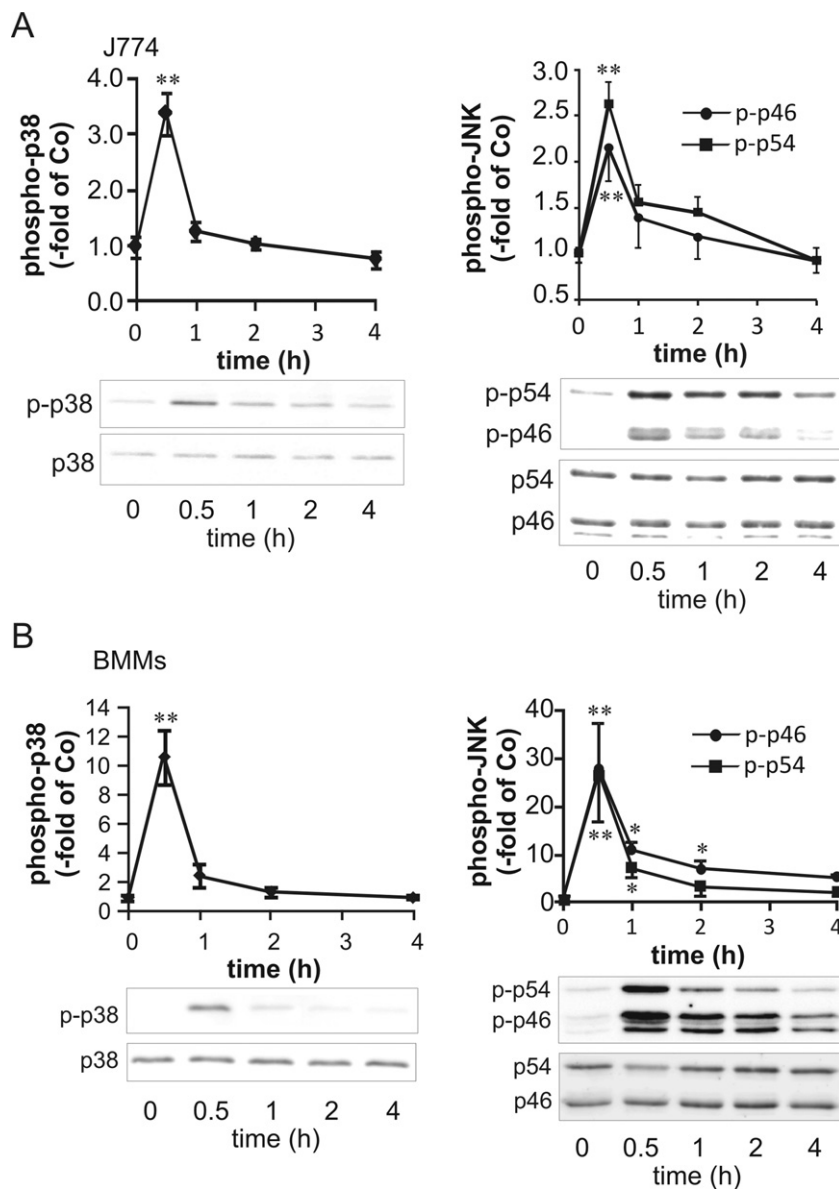 A
J774
phospho-p38
(-fold of Co)
4.0
3.0
2.0
1.0
0.0
**
0 1 2 3 4
time (h)
p-p38
p38
0 0.5 1 2 4
time (h)
phospho-JNK
(-fold of Co)
3.0
2.5
2.0
1.5
1.0
0.5
**
**
p-p46
p-p54
0 1 2 3 4
time (h)
p-p54
p-p46
p54
p46
0 0.5 1 2 4
time (h)
B
BMMs
phospho-p38
(-fold of Co)
14
12
10
8
6
4
2
0
**
0 1 2 3 4
time (h)
p-p38
p38
0 0.5 1 2 4
time (h)
phospho-JNK
(-fold of Co)
40
30
20
10
0
**
**
* *
*
p-p46
p-p54
0 1 2 3 4
time (h)
p-p54
p-p46
p54
p46
0 0.5 1 2 4
time (h)